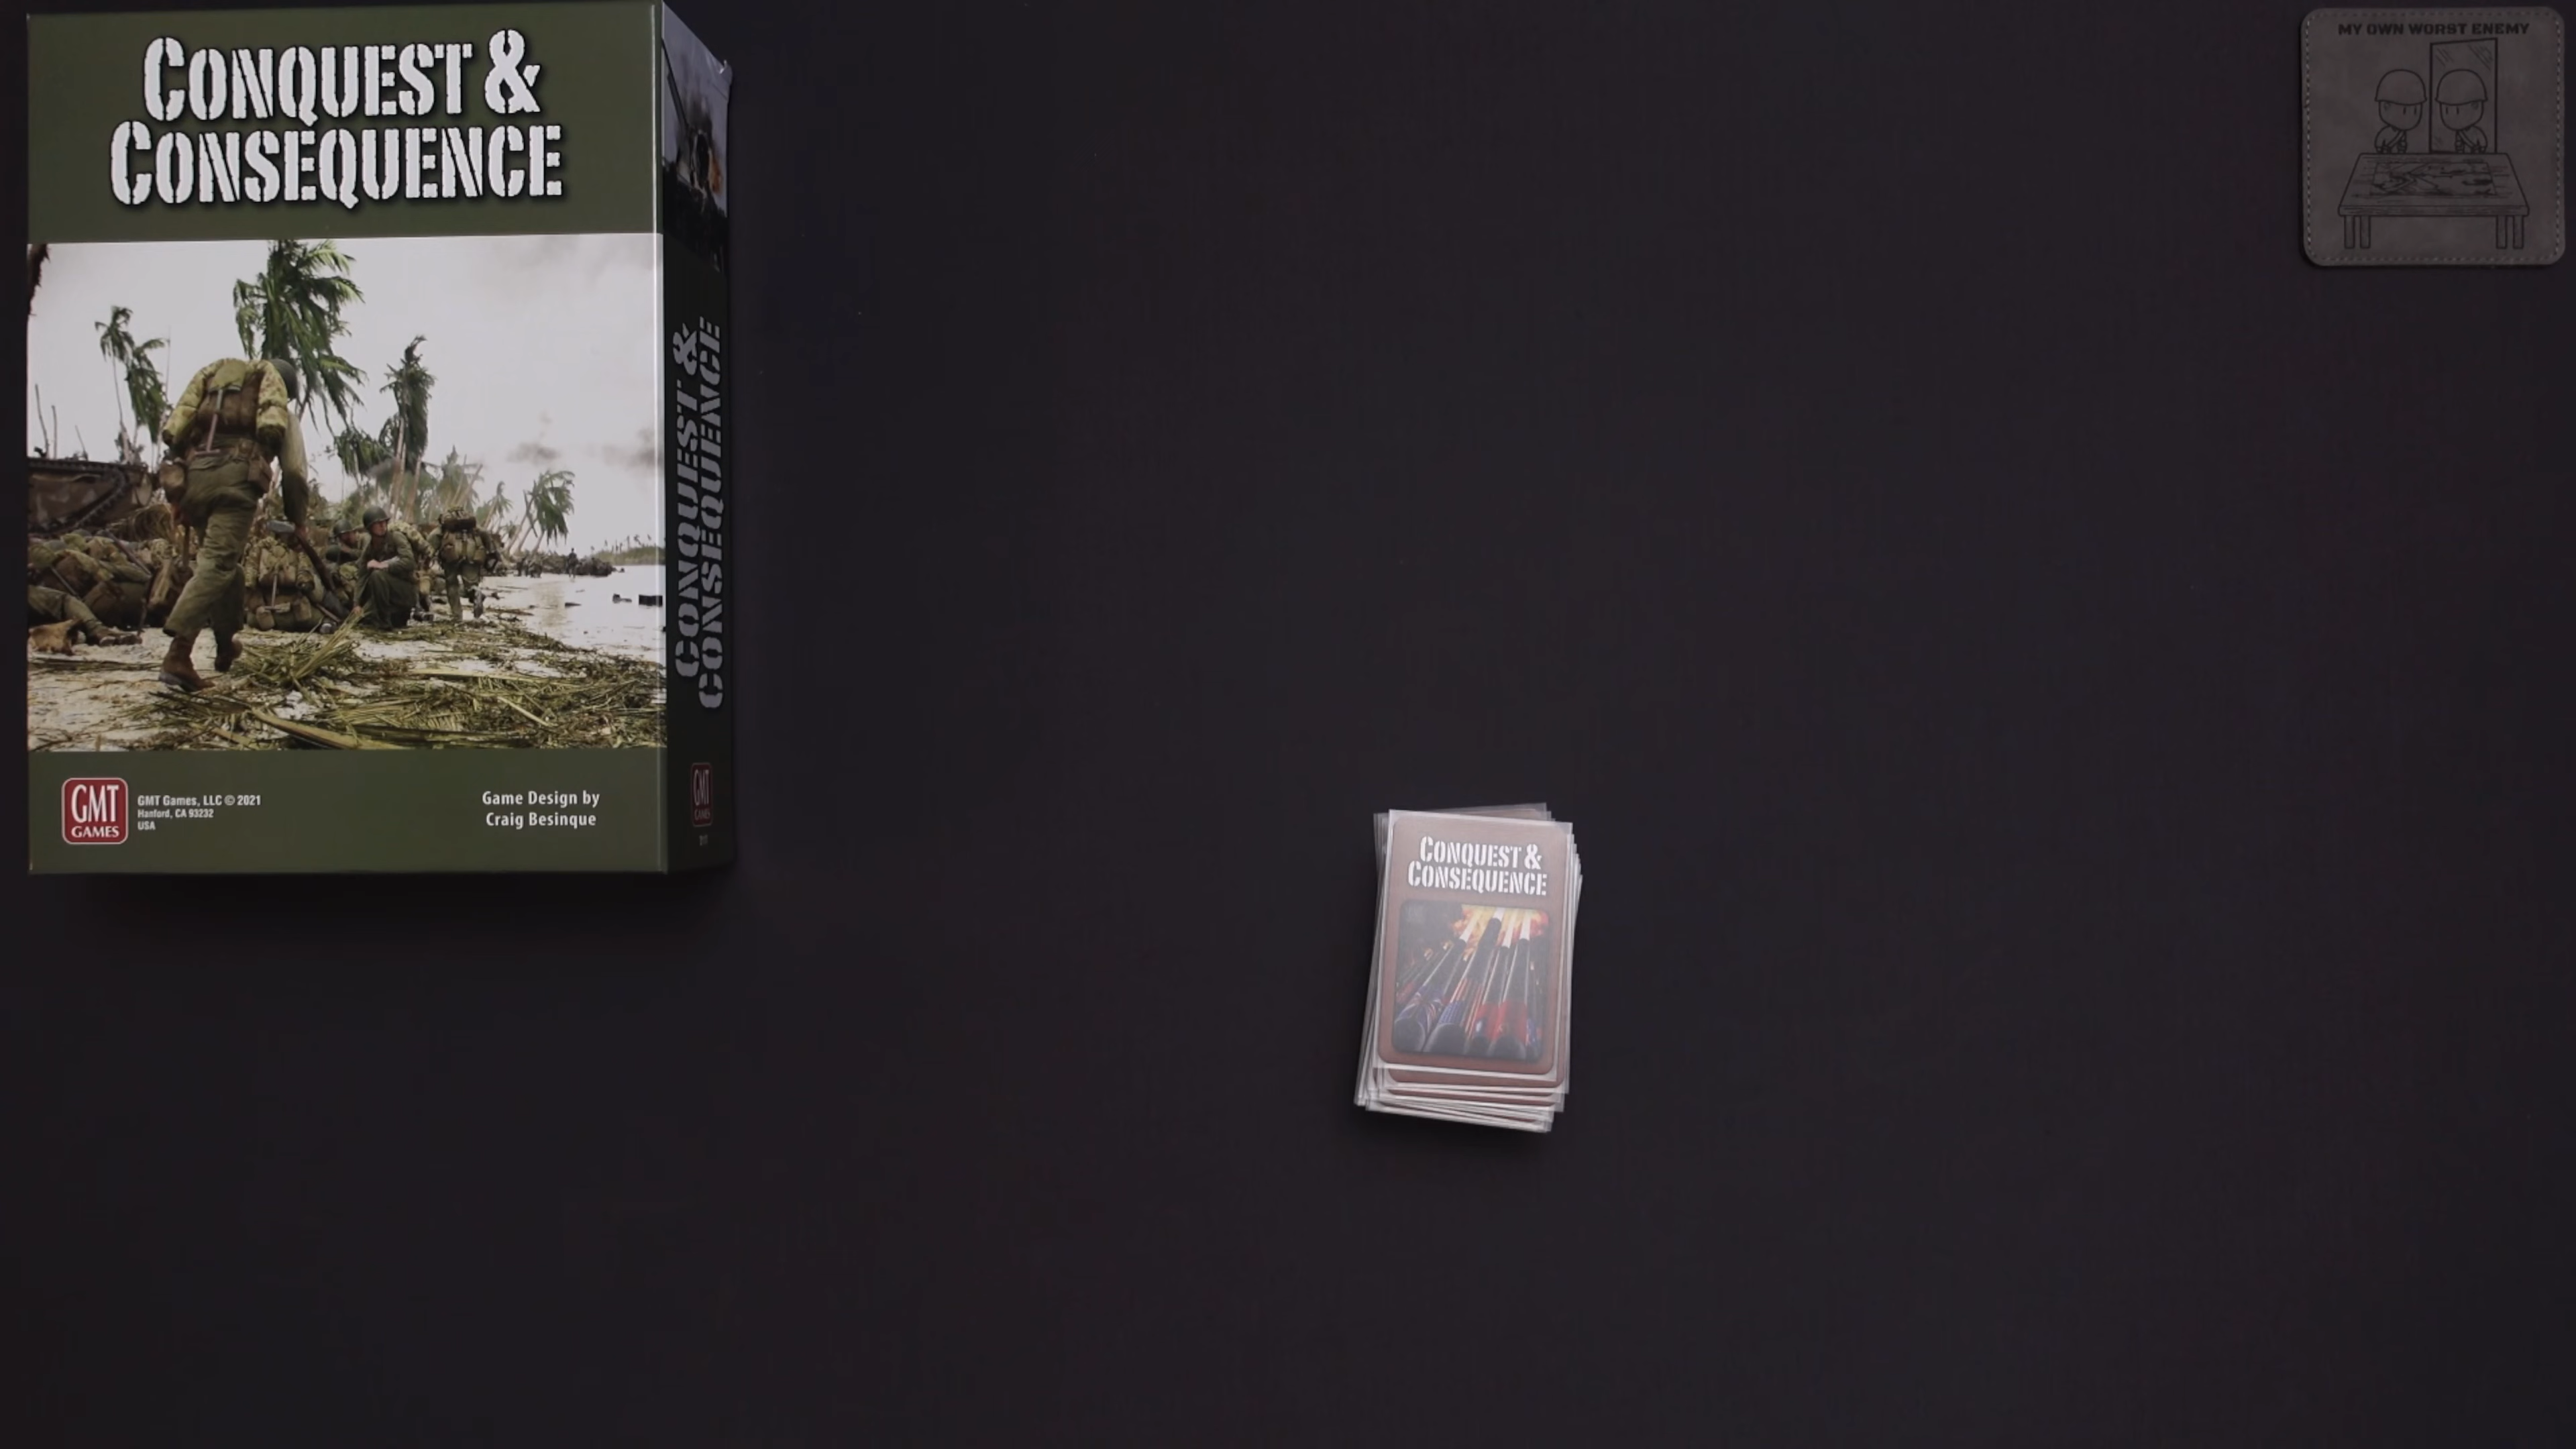 CONQUEST &
CONSEQUENCE
GMT
GAMES
GMT Games, LLC © 2021
Hanford, CA 93232
USA
Game Design by
Craig Besinque
CONQUEST &
CONSEQUENCE
GMT
GAMES
CONQUEST &
CONSEQUENCE
MY OWN WORST ENEMY